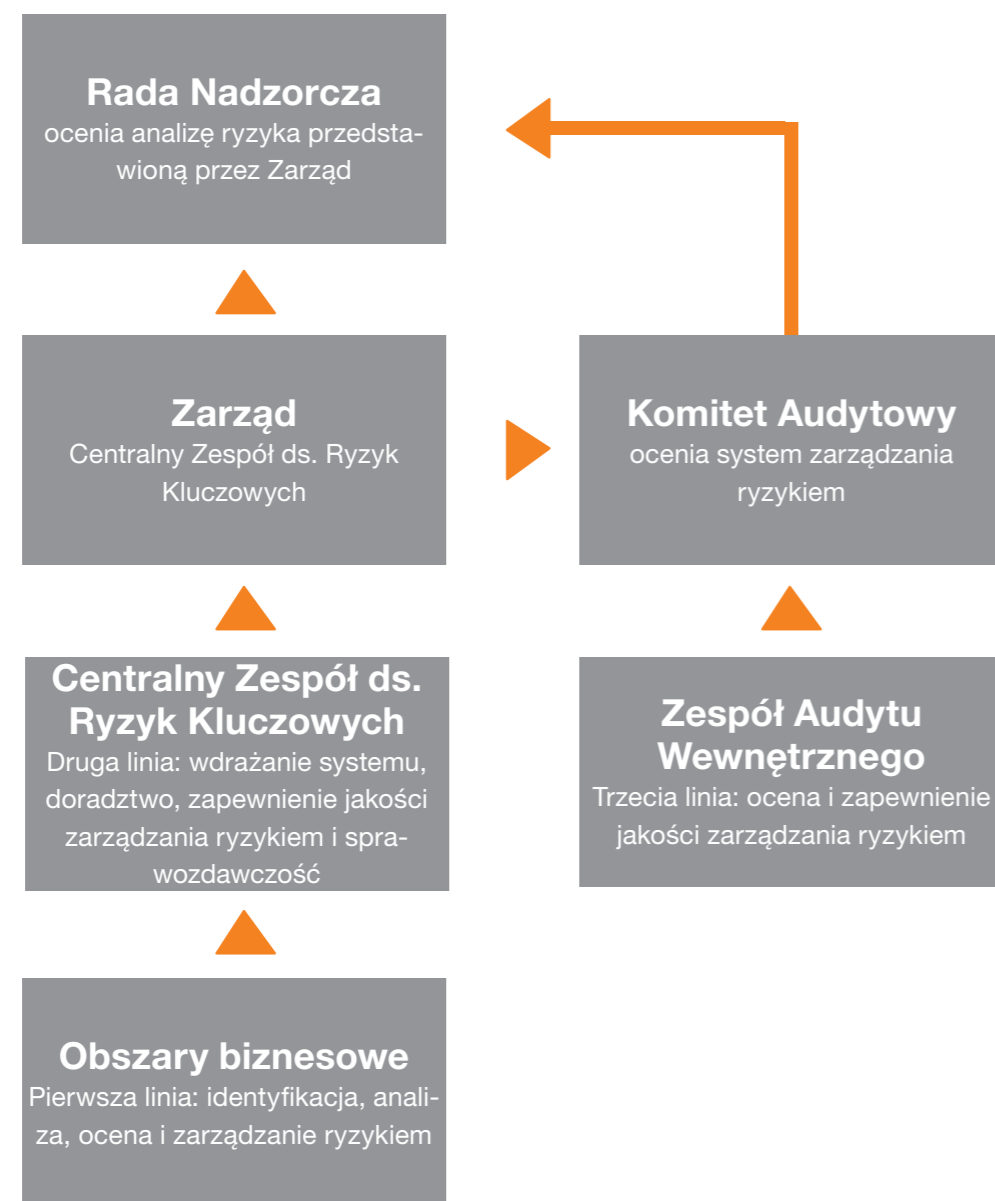 Rada Nadzorcza
ocenia analizę ryzyka przedsta-
wioną przez Zarząd
Zarząd
Centralny Zespół ds. Ryzyk
Kluczowych
Komitet Audytowy
ocenia system zarządzania
ryzykiem
Centralny Zespół ds.
Ryzyk Kluczowych
Druga linia: wdrażanie systemu,
doradztwo, zapewnienie jakości
zarządzania ryzykiem i spra-
wozdawczość
Zespół Audytu
Wewnętrznego
Trzecia linia: ocena i zapewnienie
jakości zarządzania ryzykiem
Obszary biznesowe
Pierwsza linia: identyfikacja, anali-
za, ocena i zarządzanie ryzykiem